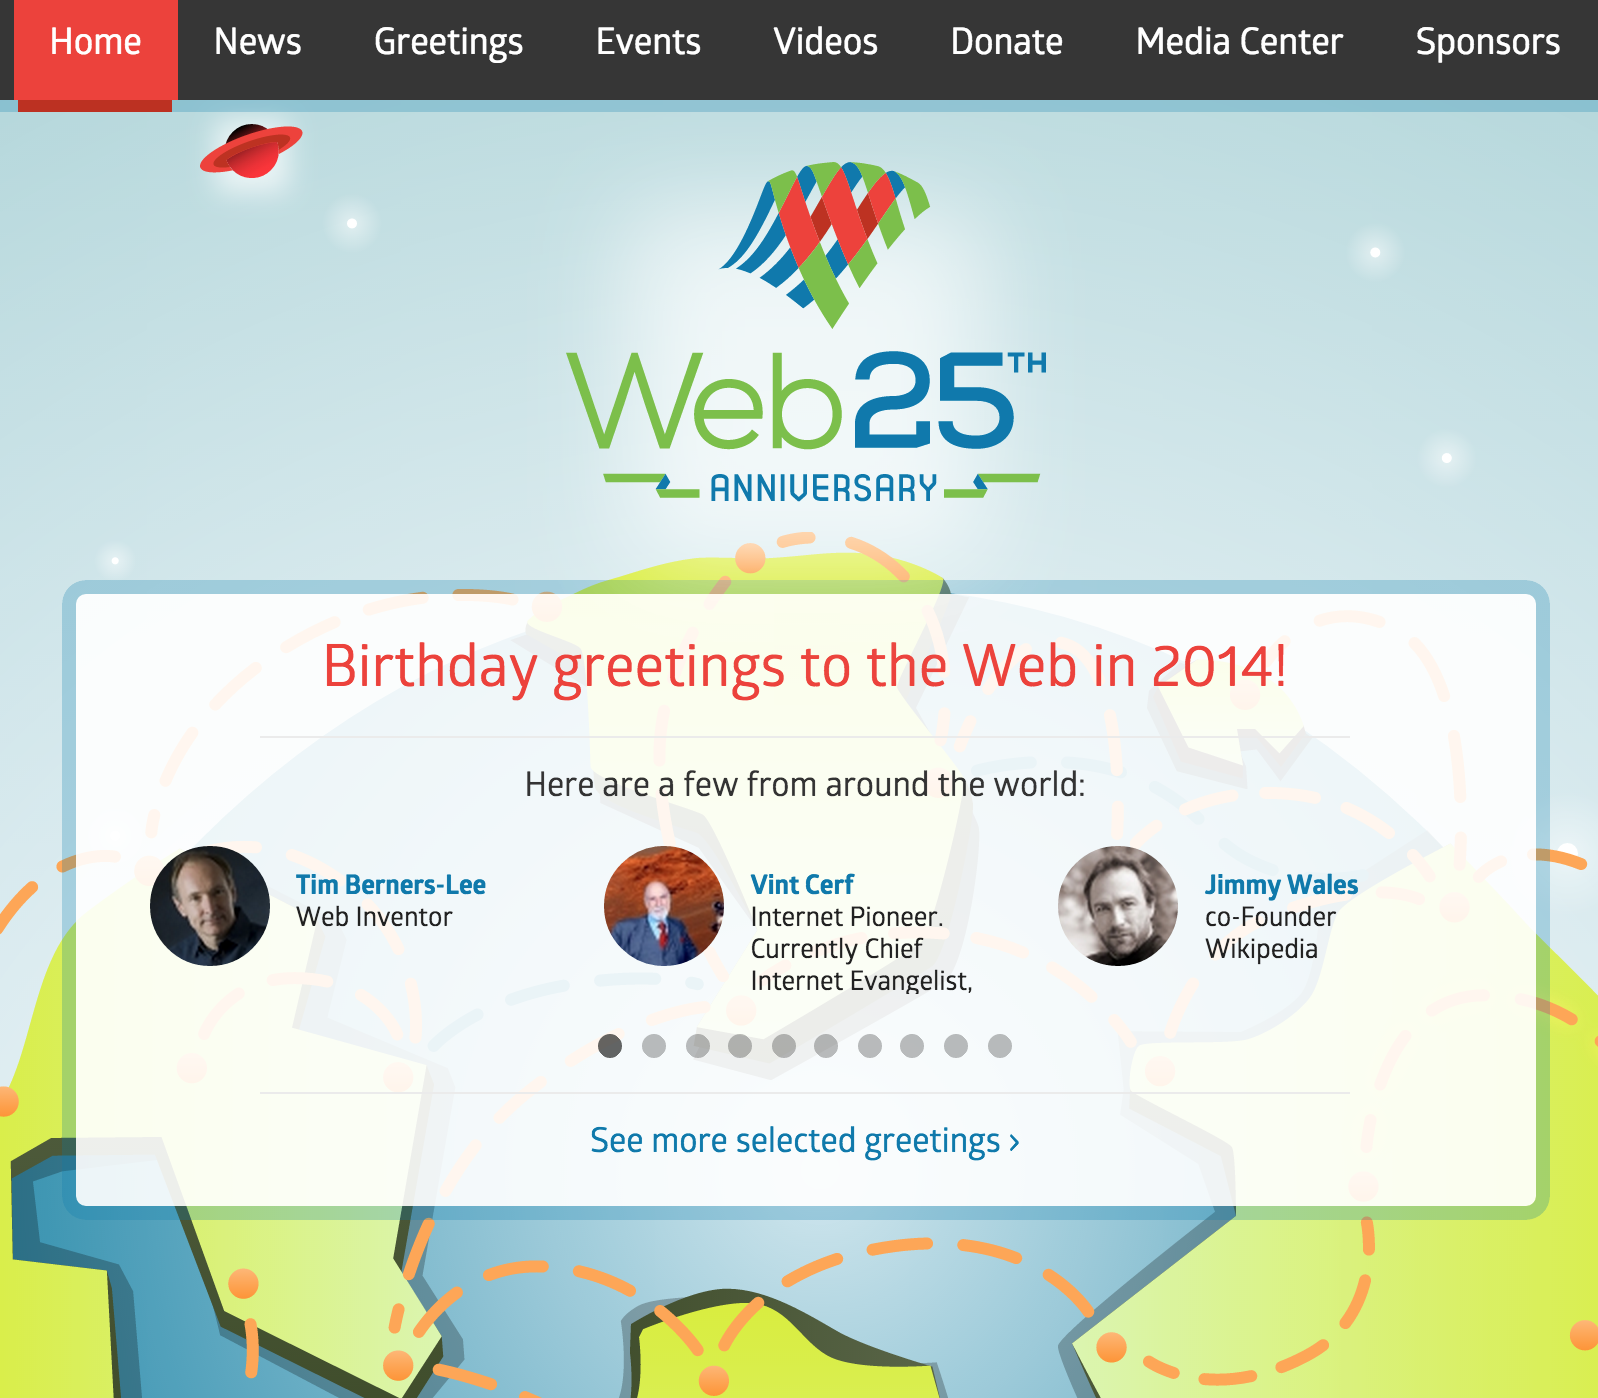 Home News Greetings Events Videos Donate Media Center Sponsors
Web 25TH
ANNIVERSARY
Birthday greetings to the Web in 2014!
Here are a few from around the world:
Tim Berners-Lee
Web Inventor
Vint Cerf
Internet Pioneer.
Currently Chief
Internet Evangelist,
Jimmy Wales
co-Founder
Wikipedia
See more selected greetings ›